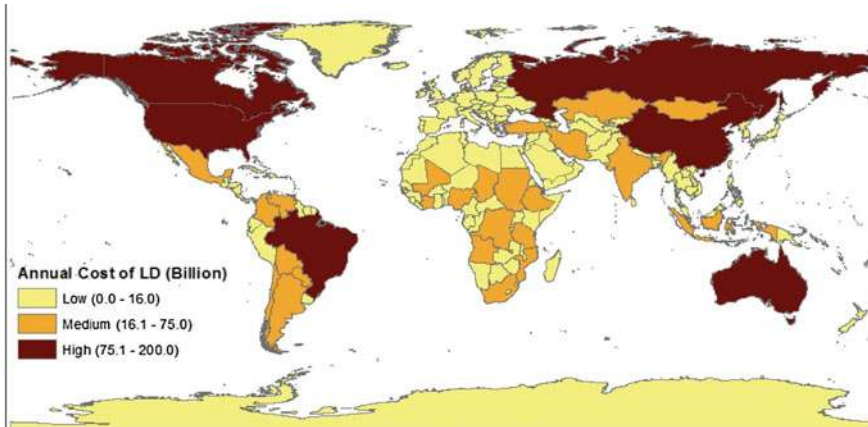 Annual Cost of LD (Billion)
Low (0.0 - 16.0)
Medium (16.1 - 75.0)
High (75.1 - 200.0)